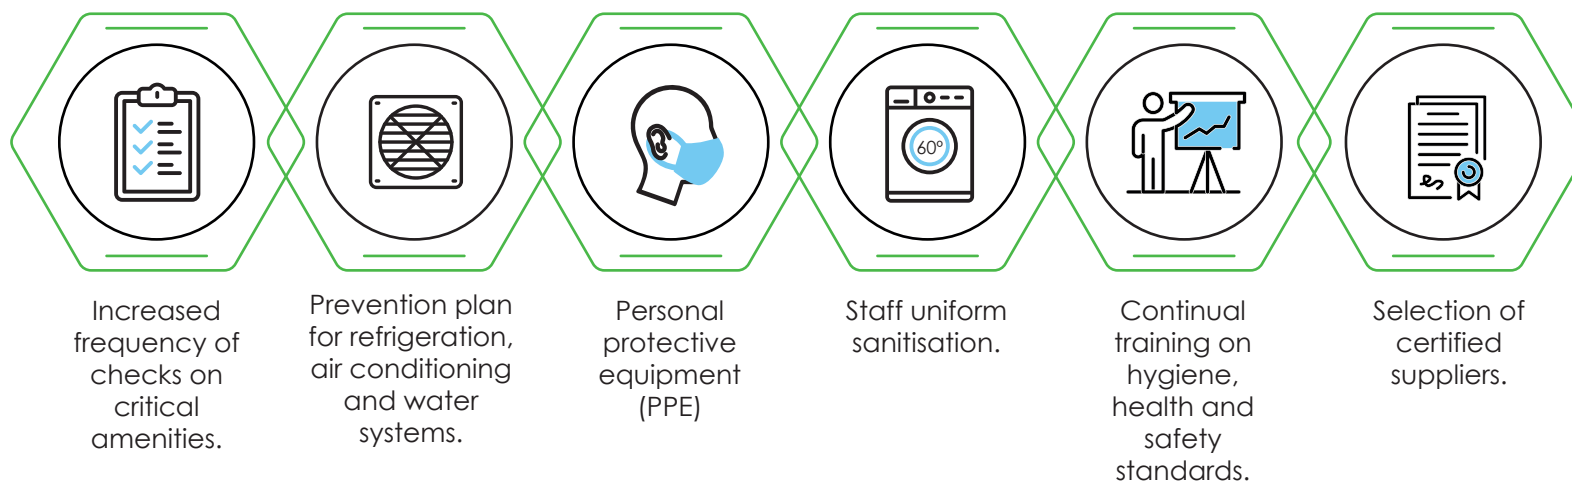 60°
Increased
frequency of
checks on
critical
amenities.
Prevention plan
for refrigeration,
air conditioning
and water
systems.
Personal
protective
equipment
(PPE)
Staff uniform
sanitisation.
Continual
training on
hygiene,
health and
safety
standards.
Selection of
certified
suppliers.